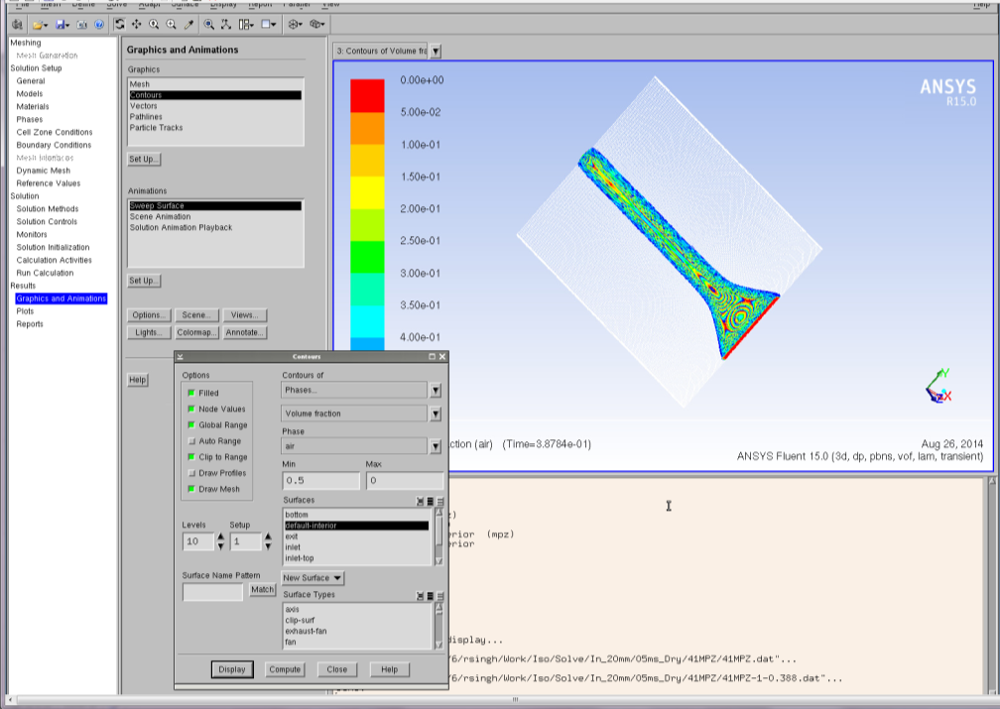 File Mesh Define Solve Adapt Surface Display Report Parallel View Help
Meshing
Mesh Generation
Solution Setup
General
Models
Materials
Phases
Cell Zone Conditions
Boundary Conditions
Mesh Interfaces
Dynamic Mesh
Reference Values
Solution
Solution Methods
Solution Controls
Monitors
Solution Initialization
Calculation Activities
Run Calculation
Results
Graphics and Animations
Plots
Reports
Graphics and Animations
Graphics
Mesh
Contours
Vectors
Pathlines
Particle Tracks
Set Up...
Animations
Sweep Surface
Scene Animation
Solution Animation Playback
Set Up...
Options... Scene... Views...
Lights... Colormap... Annotate...
Help
3: Contours of Volume fra
0.00e+00
5.00e-02
1.00e-01
1.50e-01
2.00e-01
2.50e-01
3.00e-01
3.50e-01
4.00e-01
ANSYS
R15.0
Y
Z X
ction (air) (Time=3.8784e-01)
Aug 26, 2014
ANSYS Fluent 15.0 (3d, dp, pbns, vof, lam, transient)
Contours
Options
Filled
Node Values
Global Range
Auto Range
Clip to Range
Draw Profiles
Draw Mesh
Levels Setup
10 1
Surface Name Pattern
Match
Contours of
Phases...
Volume fraction
Phase
air
Min Max
0.5 0
Surfaces
bottom
default-interior
exit
inlet
inlet-top
New Surface
Surface Types
axis
clip-surf
exhaust-fan
fan
Display Compute Close Help
z)
erior (mpz)
erior
display...
/6/rsingh/Work/Iso/Solve/In_20mm/05ms_Dry/41MPZ/41MPZ.dat"...
/6/rsingh/Work/Iso/Solve/In_20mm/05ms_Dry/41MPZ/41MPZ-1-0.388.dat"...